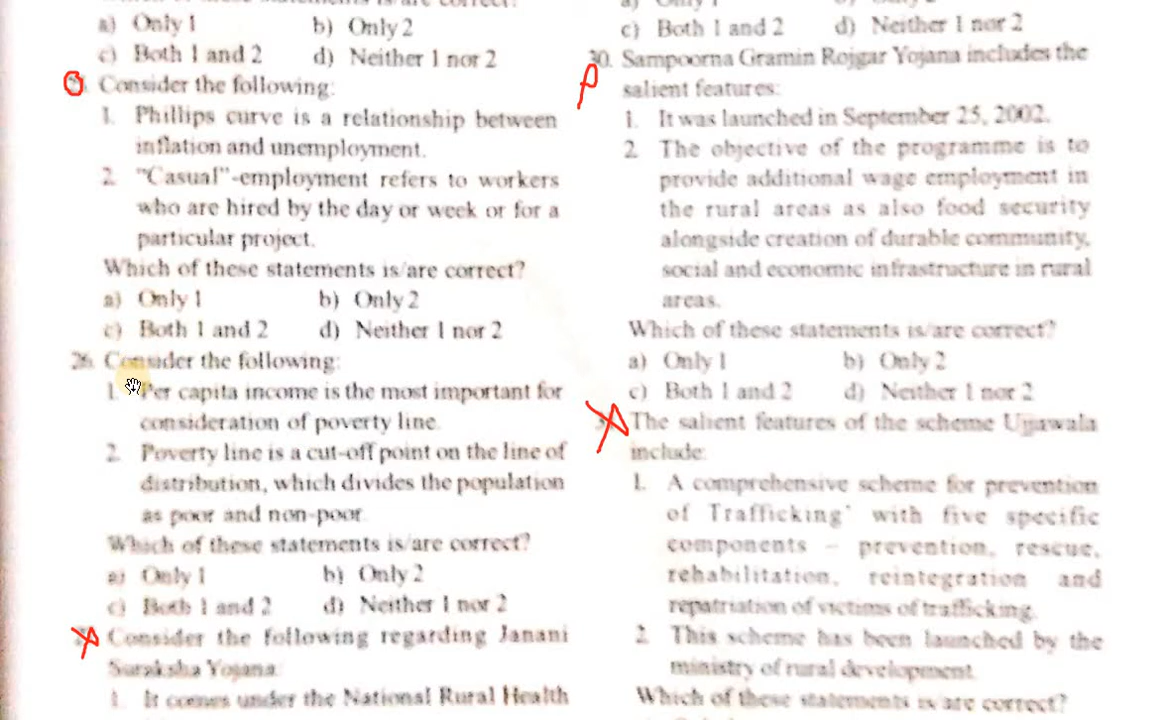 a) Only 1 b) Only 2
c) Both 1 and 2 d) Neither 1 nor 2
Consider the following:
1. Phillips curve is a relationship between
inflation and unemployment.
2. "Casual"-employment refers to workers
who are hired by the day or week or for a
particular project.
Which of these statements is/are correct?
a) Only 1 b) Only 2
c) Both 1 and 2 d) Neither 1 nor 2
26. Consider the following:
1. Per capita income is the most important for
consideration of poverty line.
2. Poverty line is a cut-off point on the line of
distribution, which divides the population
as poor and non-poor.
Which of these statements is/are correct?
a) Only 1 b) Only 2
c) Both 1 and 2 d) Neither 1 nor 2
Consider the following regarding Janani
Suraksha Yojana:
1. It comes under the National Rural Health
c) Both 1 and 2 d) Neither 1 nor 2
30. Sampoorna Gramin Rojgar Yojana includes the
salient features:
1. It was launched in September 25, 2002.
2. The objective of the programme is to
provide additional wage employment in
the rural areas as also food security
alongside creation of durable community,
social and economic infrastructure in rural
areas.
Which of these statements is/are correct?
a) Only 1 b) Only 2
c) Both 1 and 2 d) Neither 1 nor 2
The salient features of the scheme Ujjawala
include:
1. A comprehensive scheme for prevention
of Trafficking' with five specific
components – prevention, rescue,
rehabilitation, reintegration and
repatriation of victims of trafficking.
2. This scheme has been launched by the
ministry of rural development.
Which of these statements is/are correct?